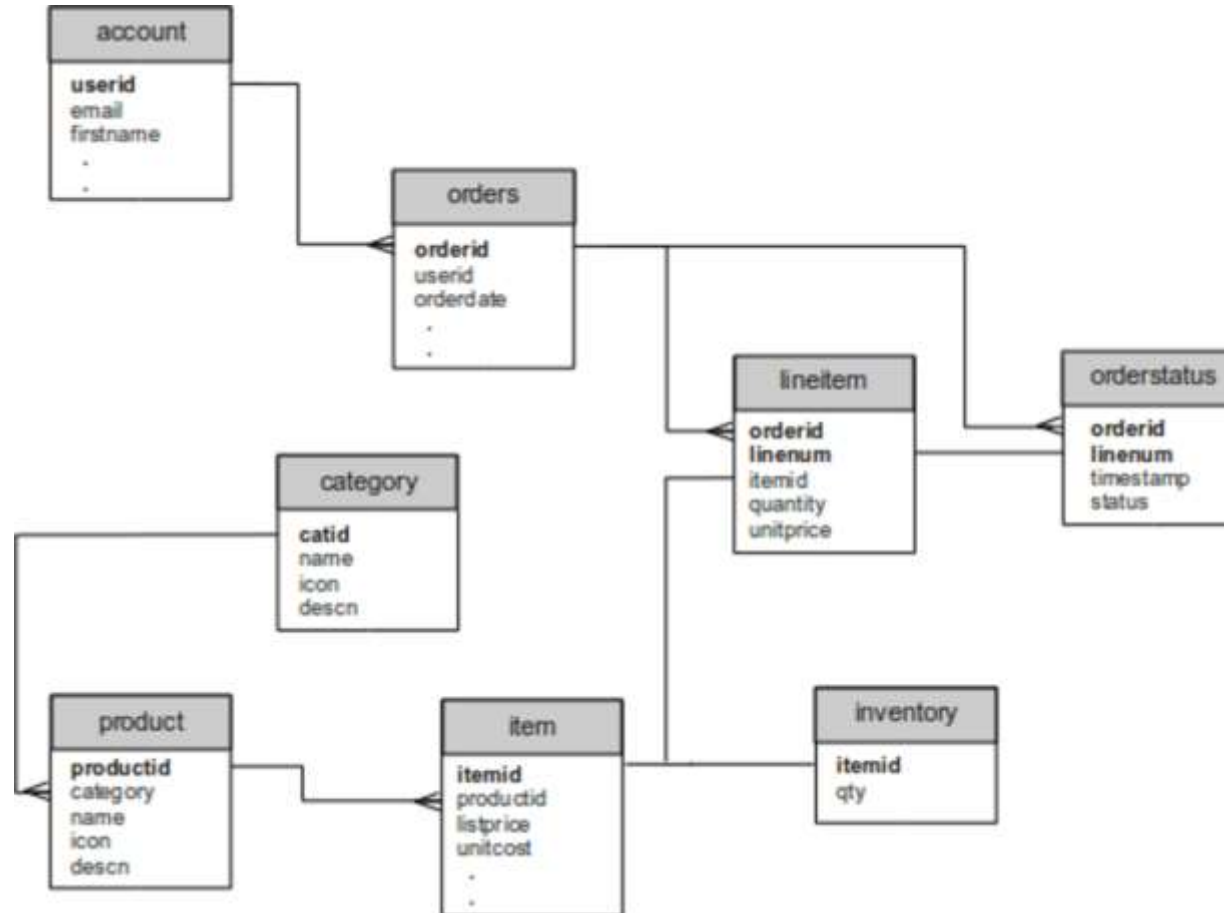 account
userid
email
firstname
.
.
orders
orderid
userid
orderdate
.
.
lineitem
orderid
linenum
itemid
quantity
unitprice
orderstatus
orderid
linenum
timestamp
status
category
catid
name
icon
descn
product
productid
category
name
icon
descn
item
itemid
productid
listprice
unitcost
.
.
inventory
itemid
qty